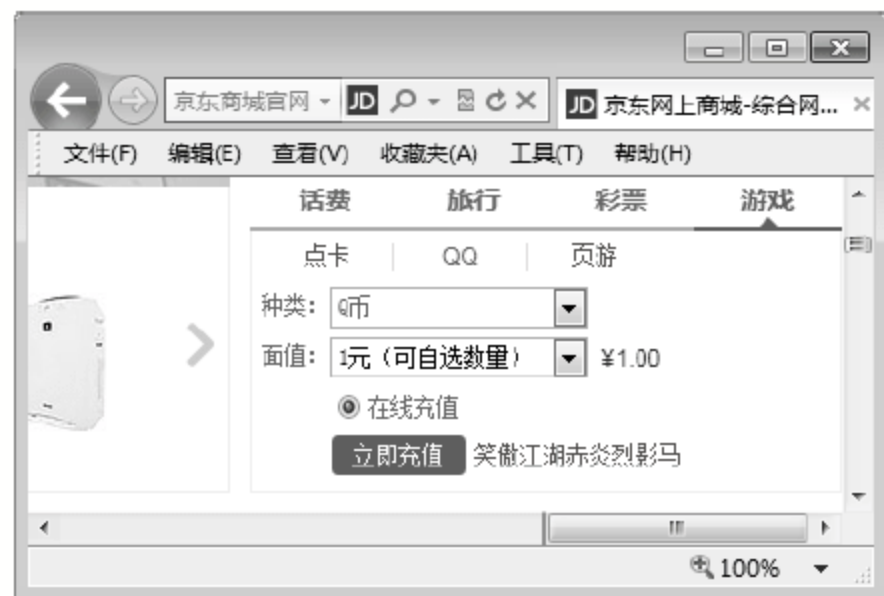 京东商城官网 JD JD 京东网上商城-综合网...
文件(F) 编辑(E) 查看(V) 收藏夹(A) 工具(T) 帮助(H)
话费 旅行 彩票 游戏
点卡 QQ 页游
种类: Q币
面值: 1元（可自选数量） ¥1.00
在线充值
立即充值 笑傲江湖赤炎烈影马
100%